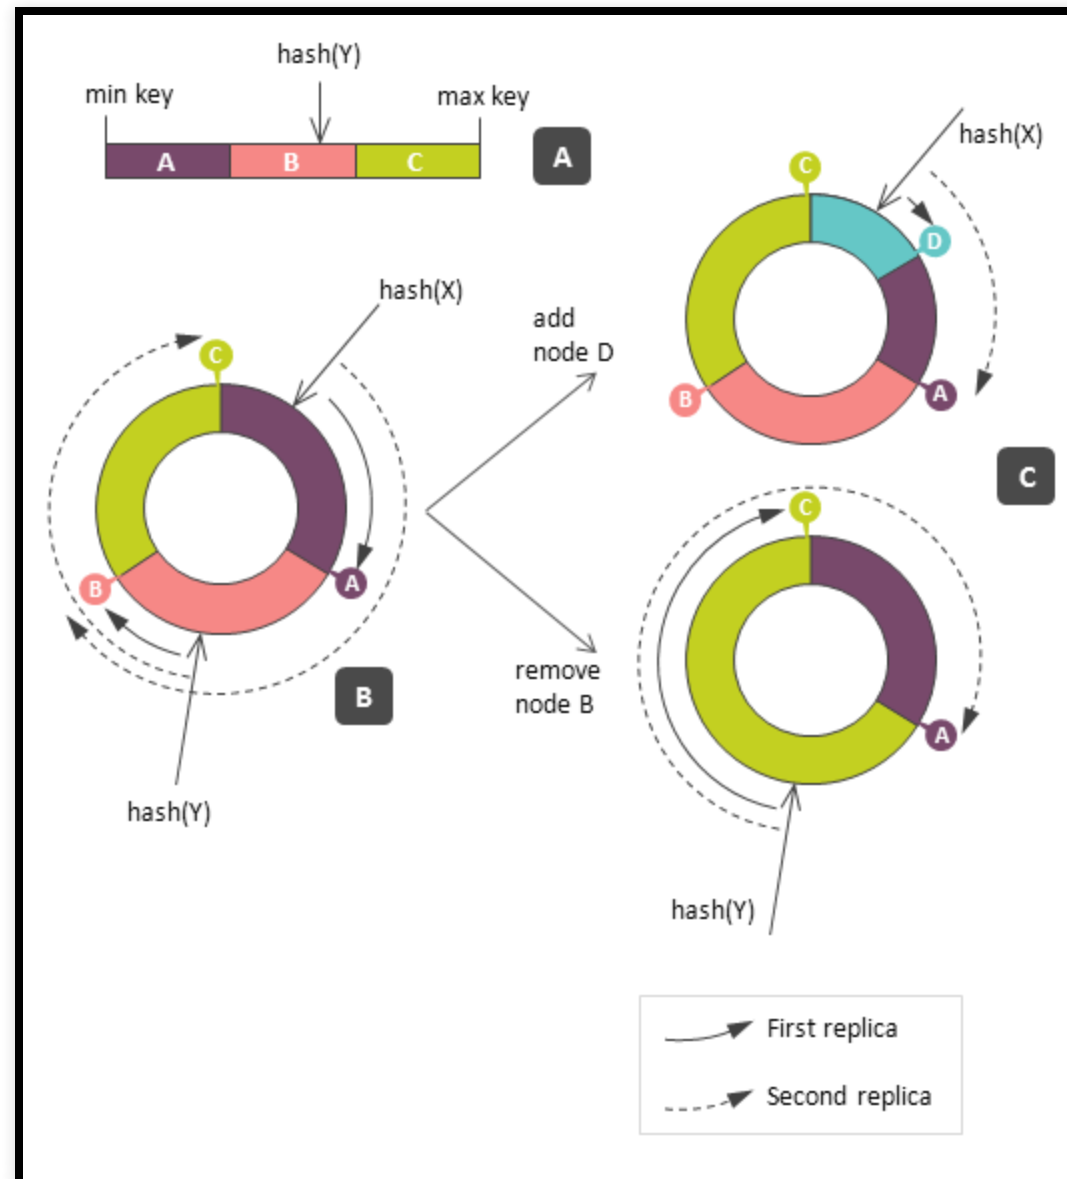 hash(Y)
min key
max key
A
B
C
A
hash(X)
C
D
B
A
C
hash(X)
C
B
A
B
hash(Y)
add
node D
remove
node B
C
A
hash(Y)
First replica
Second replica